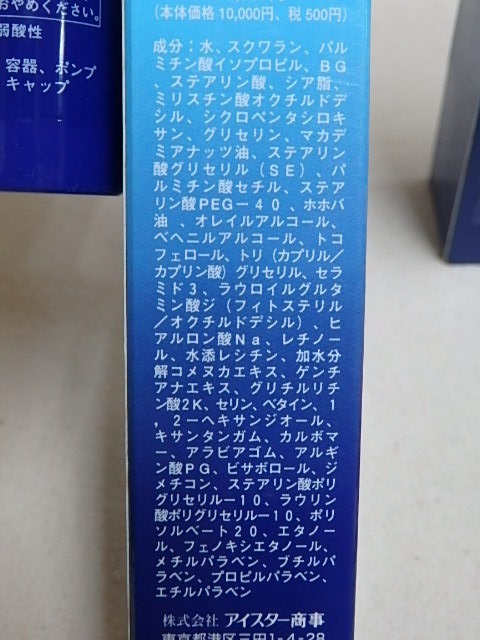 おやめください。
弱酸性
容器、ポンプ
キャップ
(本体価格 10,000円、税 500円)
成分：水、スクワラン、パル
ミチン酸イソプロピル、BG
、ステアリン酸、シア脂、
ミリスチン酸オクチルドデ
シル、シクロペンタシロキ
サン、グリセリン、マカデ
ミアナッツ油、ステアリン
酸グリセリル（SE）、パ
ルミチン酸セチル、ステア
リン酸PEG－40、ホホバ
油、オレイルアルコール、
ベヘニルアルコール、トコ
フェロール、トリ（カプリル／
カプリン酸）グリセリル、セラ
ミド3、ラウロイルグルタ
ミン酸ジ（フィトステリル
／オクチルドデシル）、ヒ
アルロン酸Na、レチノー
ル、水添レシチン、加水分
解コメヌカエキス、ゲンチ
アナエキス、グリチルリチ
ン酸2K、セリン、ベタイン、1
，2－ヘキサンジオール、
キサンタンガム、カルボマ
ー、アラビアゴム、アルギ
ン酸PG、ビサボロール、ジ
メチコン、ステアリン酸ポリ
グリセリル－10、ラウリン
酸ポリグリセリル－10、ポリ
ソルベート20、エタノー
ル、フェノキシエタノール、
メチルパラベン、ブチルパ
ラベン、プロピルパラベン、
エチルパラベン
株式会社 アイスター商事
東京都港区三田1-4-28